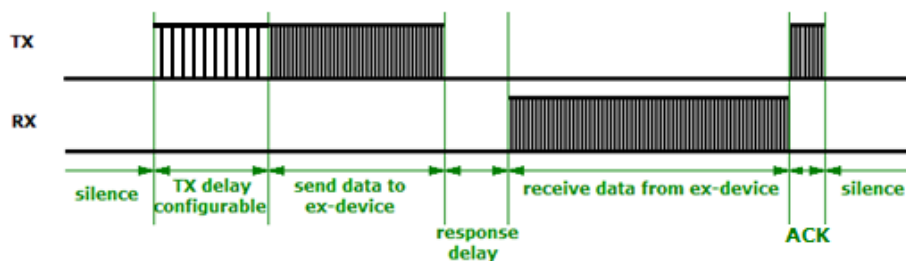 TX
RX
silence
TX delay
configurable
send data to
ex-device
response
delay
receive data from ex-device
ACK
silence